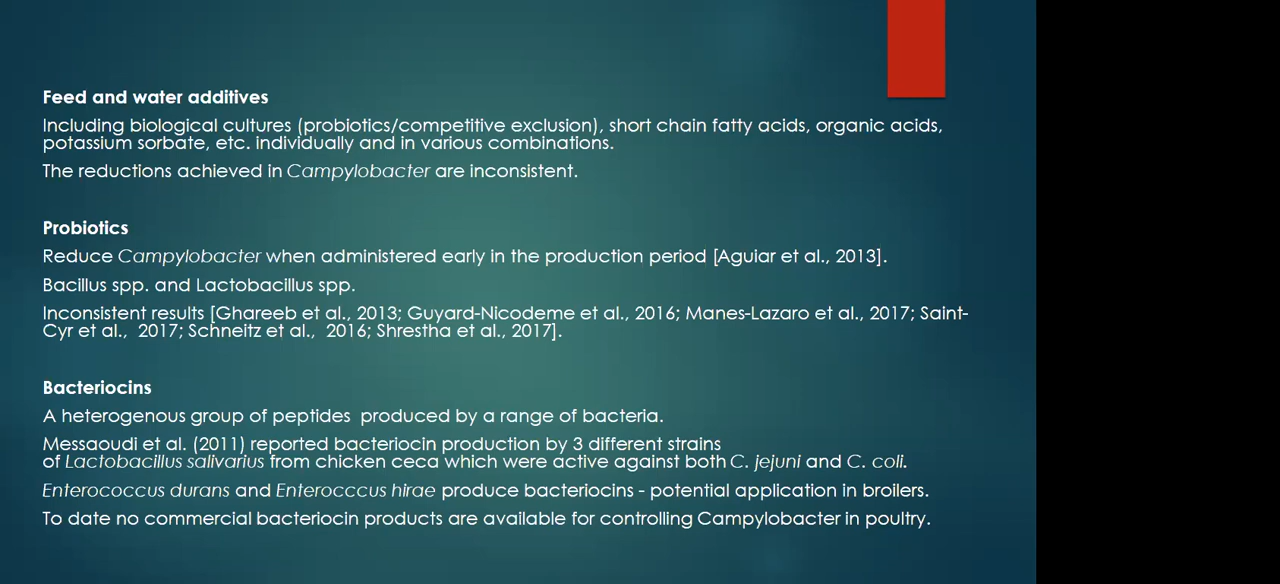 Feed and water additives
Including biological cultures (probiotics/competitive exclusion), short chain fatty acids, organic acids,
potassium sorbate, etc. individually and in various combinations.
The reductions achieved in Campylobacter are inconsistent.
Probiotics
Reduce Campylobacter when administered early in the production period [Aguiar et al., 2013].
Bacillus spp. and Lactobacillus spp.
Inconsistent results [Ghareeb et al., 2013; Guyard-Nicodeme et al., 2016; Manes-Lazaro et al., 2017; Saint-
Cyr et al.,  2017; Schneitz et al.,  2016; Shrestha et al., 2017].
Bacteriocins
A heterogenous group of peptides  produced by a range of bacteria.
Messaoudi et al. (2011) reported bacteriocin production by 3 different strains
of Lactobacillus salivarius from chicken ceca which were active against both C. jejuni and C. coli.
Enterococcus durans and Enterocccus hirae produce bacteriocins - potential application in broilers.
To date no commercial bacteriocin products are available for controlling Campylobacter in poultry.